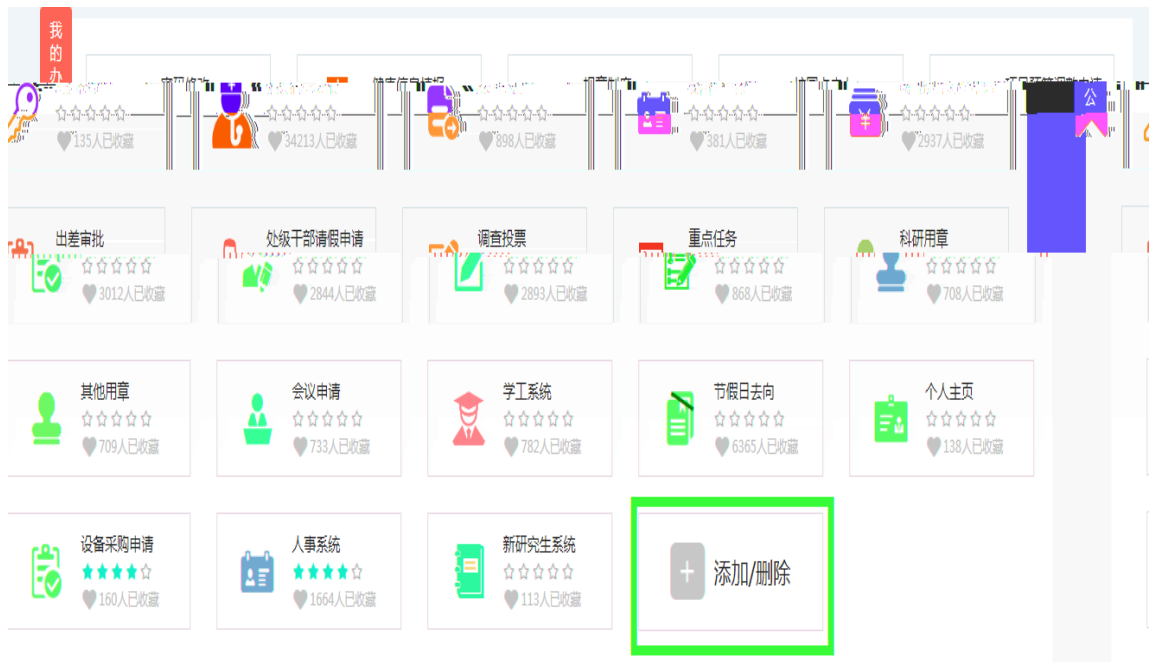 我的办
135人已收藏
34213人已收藏
898人已收藏
381人已收藏
2937人已收藏
公
出差审批
3012人已收藏
处级干部请假申请
2844人已收藏
调查投票
2893人已收藏
重点任务
868人已收藏
科研用章
708人已收藏
其他用章
709人已收藏
会议申请
733人已收藏
学工系统
782人已收藏
节假日去向
6365人已收藏
个人主页
138人已收藏
设备采购申请
160人已收藏
人事系统
1664人已收藏
新研究生系统
113人已收藏
添加/删除